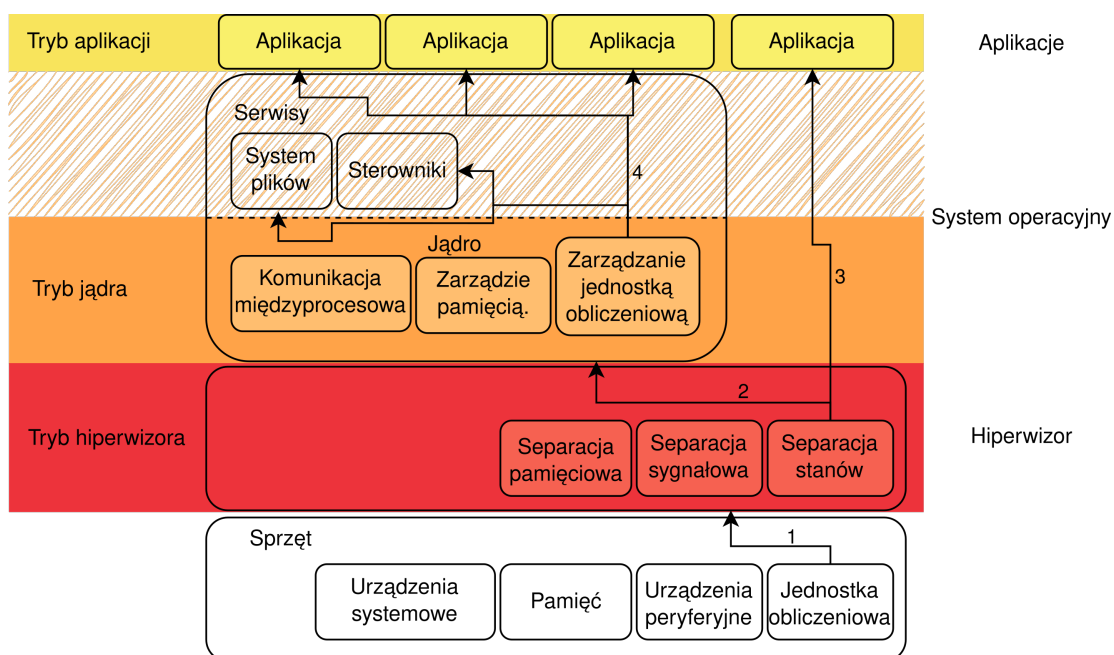 Tryb aplikacji
Aplikacja
Aplikacja
Aplikacja
Aplikacja
Aplikacje
Serwisy
System
plików
Sterowniki
4
System operacyjny
Jądro
Tryb jądra
Komunikacja
międzyprocesowa
Zarządzie
pamięcią.
Zarządzanie
jednostką
obliczeniową
3
2
Tryb hiperwizora
Separacja
pamięciowa
Separacja
sygnałowa
Separacja
stanów
Hiperwizor
Sprzęt
1
Urządzenia
systemowe
Pamięć
Urządzenia
peryferyjne
Jednostka
obliczeniowa